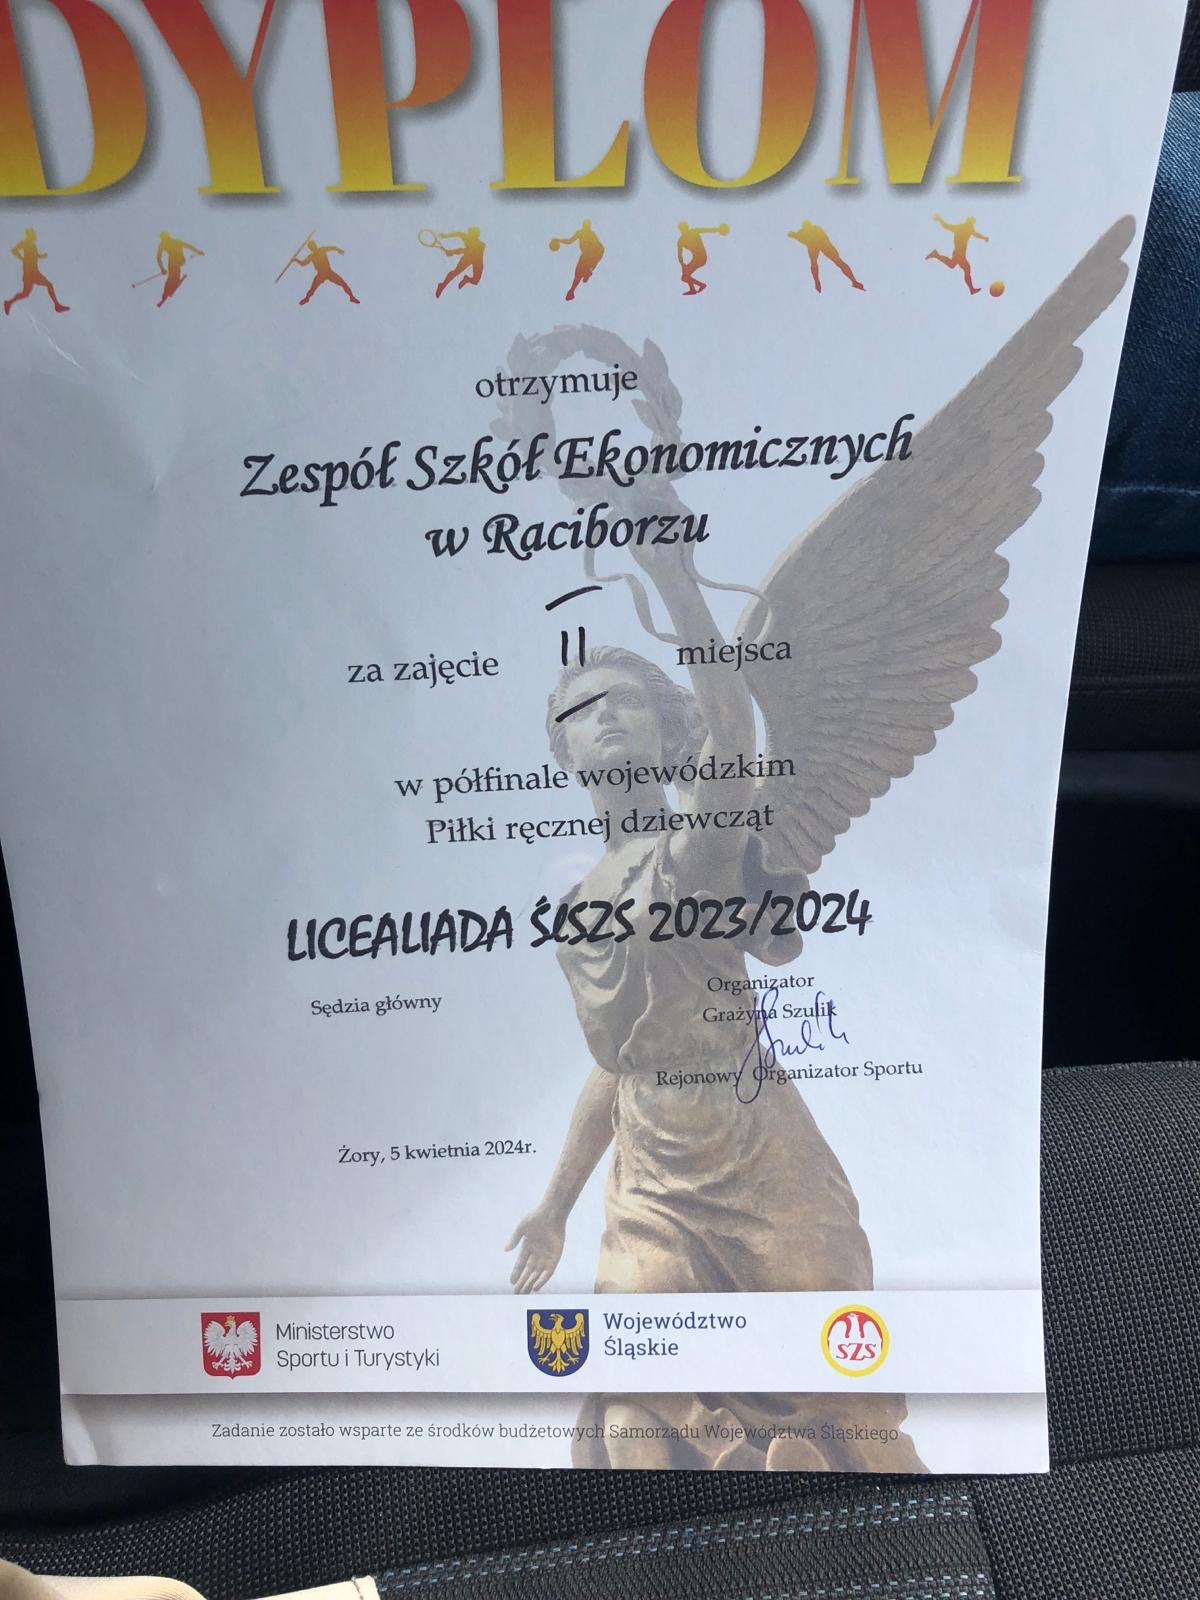 DYPLOM
otrzymuje
Zespół Szkół Ekonomicznych
w Raciborzu
za zajęcie II miejsca
w półfinale wojewódzkim
Piłki ręcznej dziewcząt
LICEALIADA ŚLSZS 2023/2024
Sędzia główny
Organizator
Grażyna Szulik
Szulik
Rejonowy Organizator Sportu
Żory, 5 kwietnia 2024r.
Ministerstwo
Sportu i Turystyki
Województwo
Śląskie
SZS
Zadanie zostało wsparte ze środków budżetowych Samorządu Województwa Śląskiego